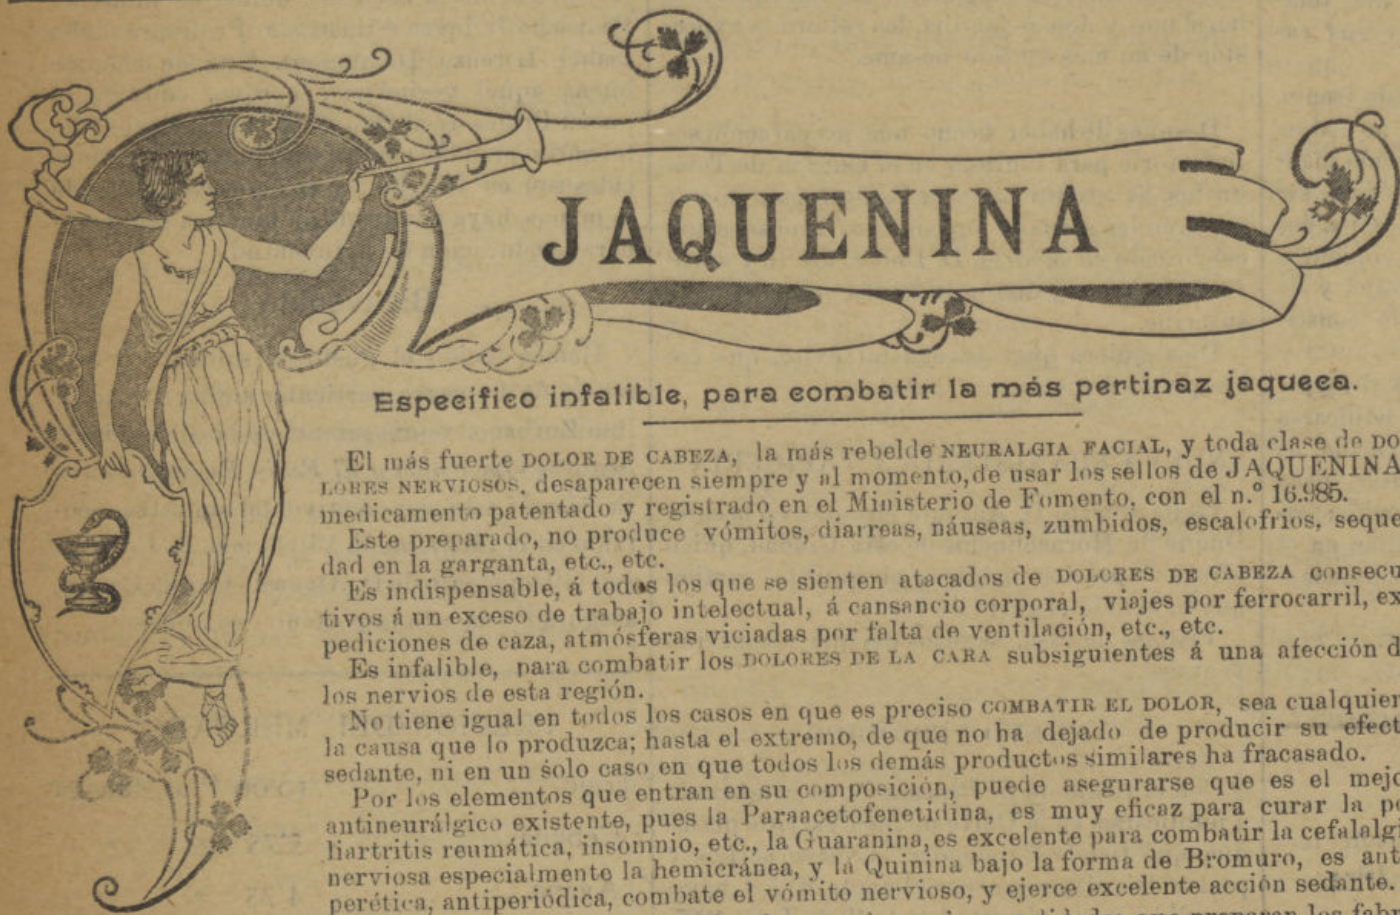 JAQUENINA
Específico infalible, para combatir la más pertinaz jaqueca.
El más fuerte DOLOR DE CABEZA, la más rebelde NEURALGIA FACIAL, y toda clase de DO
LORES NERVIOSOS, desaparecen siempre y al momento, de usar los sellos de JAQUENINA
medicamento patentado y registrado en el Ministerio de Fomento, con el n.º 16.985.
Este preparado, no produce vómitos, diarreas, náuseas, zumbidos, escalofrios, seque
dad en la garganta, etc., etc.
Es indispensable, á todos los que se sienten atacados de DOLORES DE CABEZA consecu
tivos á un exceso de trabajo intelectual, á cansancio corporal, viajes por ferrocarril, ex
pediciones de caza, atmósferas viciadas por falta de ventilación, etc., etc.
Es infalible, para combatir los DOLORES DE LA CARA subsiguientes á una afección d
los nervios de esta región.
No tiene igual en todos los casos en que es preciso COMBATIR EL DOLOR, sea cualquier
la causa que lo produzca; hasta el extremo, de que no ha dejado de producir su efect
sedante, ni en un solo caso en que todos los demás productos similares ha fracasado.
Por los elementos que entran en su composición, puede asegurarse que es el mejo
antineurálgico existente, pues la Paraacetofenetidina, es muy eficaz para curar la po
liartritis reumática, insomnio, etc., la Guaranina, es excelente para combatir la cefalalgi
nerviosa especialmente la hemicránea, y la Quinina bajo la forma de Bromuro, es ant
perética, antiperiódica, combate el vómito nervioso, y ejerce excelente acción sedante.